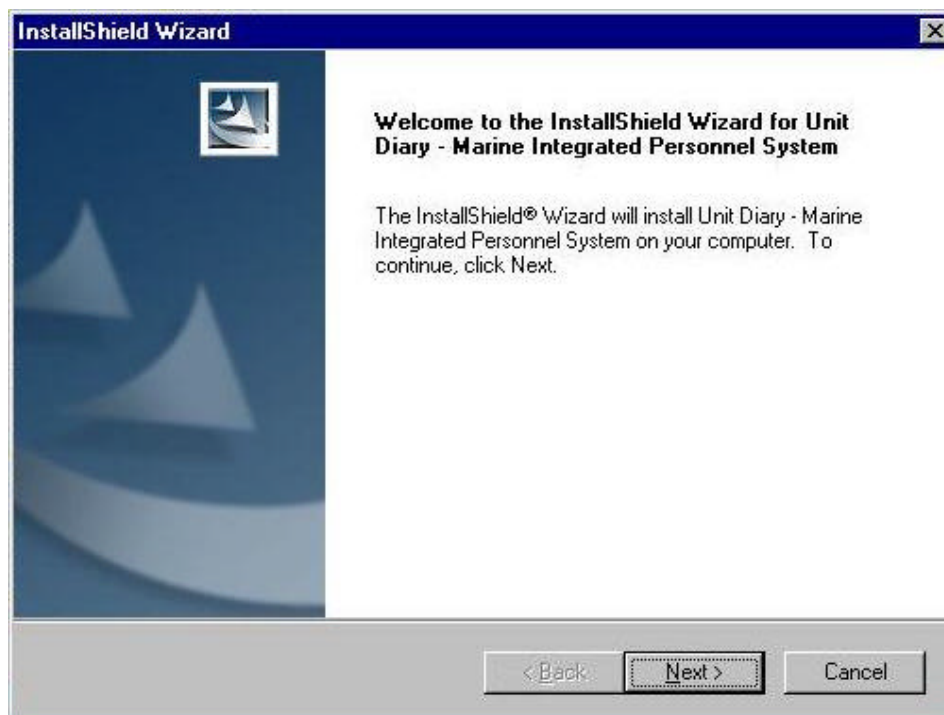 InstallShield Wizard
Welcome to the InstallShield Wizard for Unit
Diary - Marine Integrated Personnel System
The InstallShield® Wizard will install Unit Diary - Marine
Integrated Personnel System on your computer. To
continue, click Next.
< Back Next > Cancel